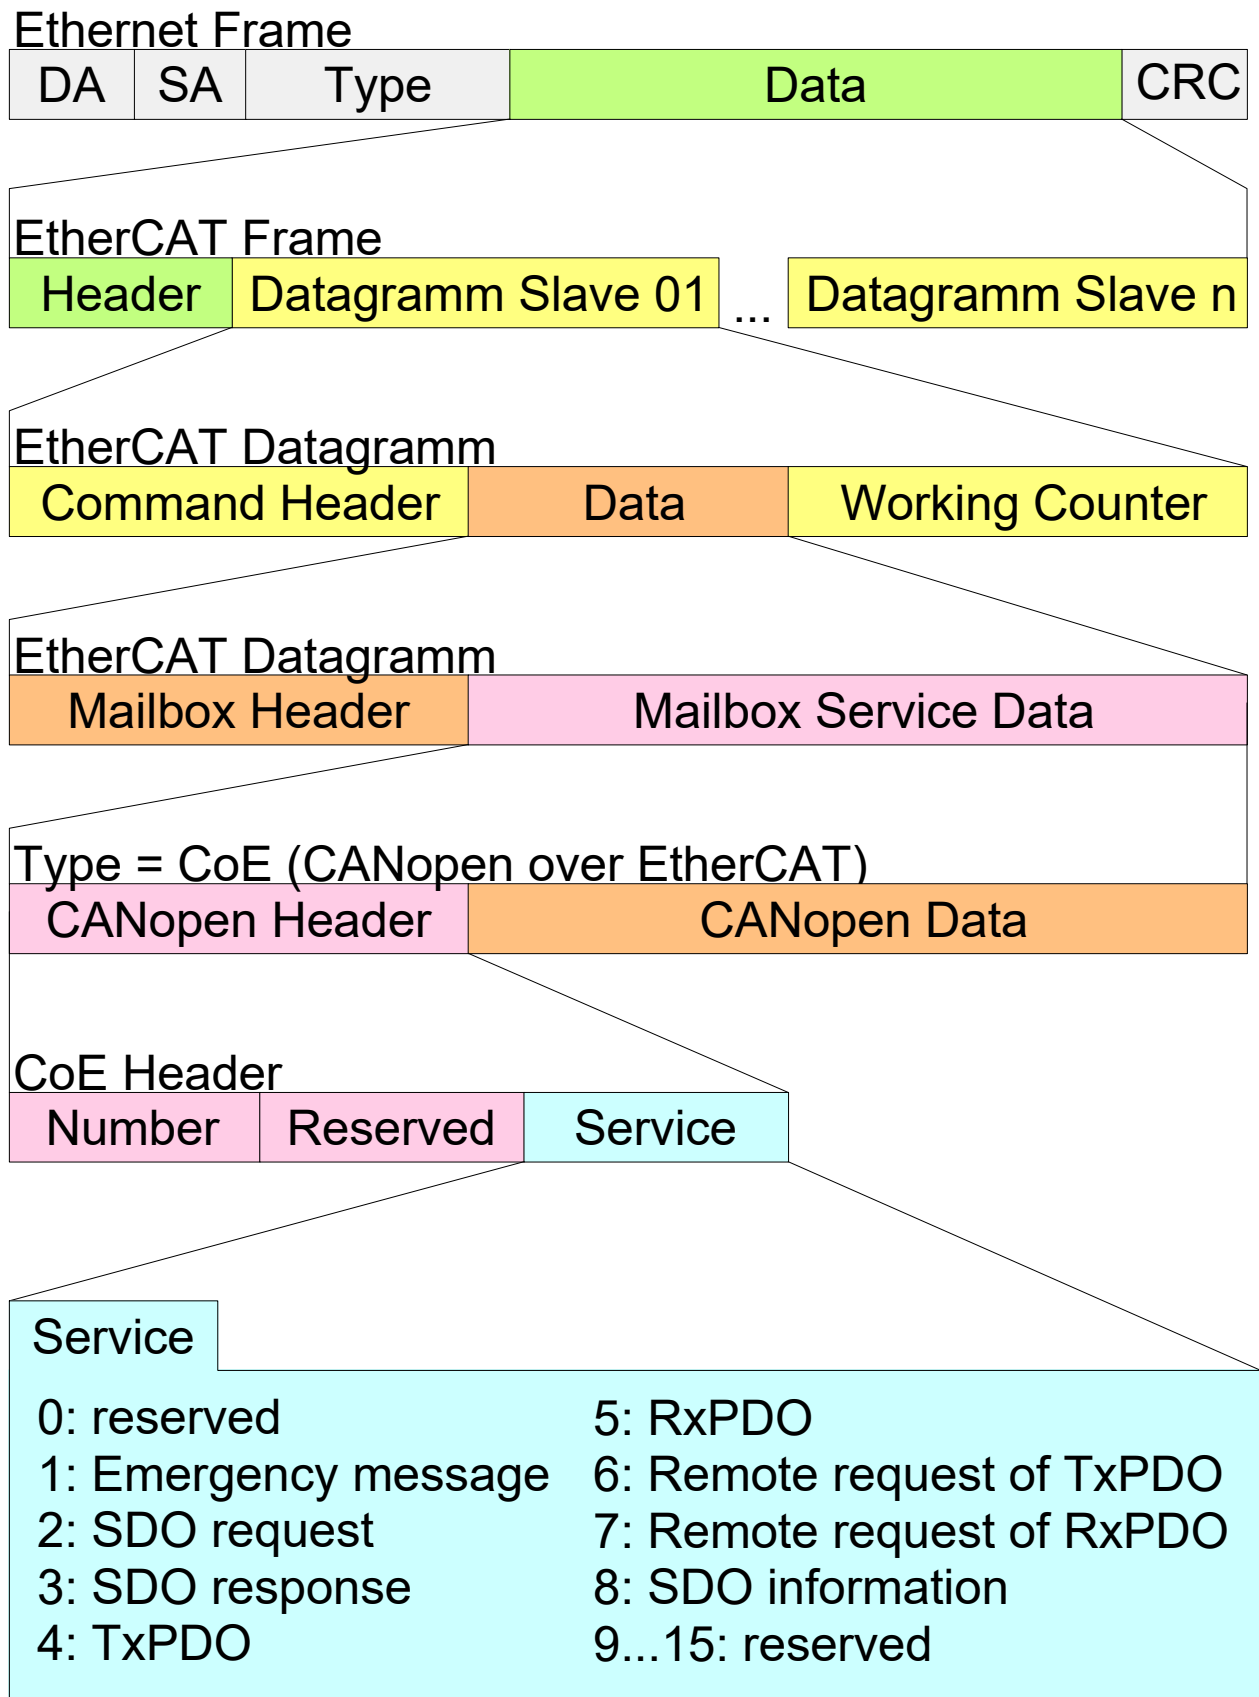 Ethernet Frame
DA SA Type Data CRC
EtherCAT Frame
Header Datagramm Slave 01 ... Datagramm Slave n
EtherCAT Datagramm
Command Header Data Working Counter
EtherCAT Datagramm
Mailbox Header Mailbox Service Data
Type = CoE (CANopen over EtherCAT)
CANopen Header CANopen Data
CoE Header
Number Reserved Service
Service
0: reserved
1: Emergency message
2: SDO request
3: SDO response
4: TxPDO
5: RxPDO
6: Remote request of TxPDO
7: Remote request of RxPDO
8: SDO information
9...15: reserved